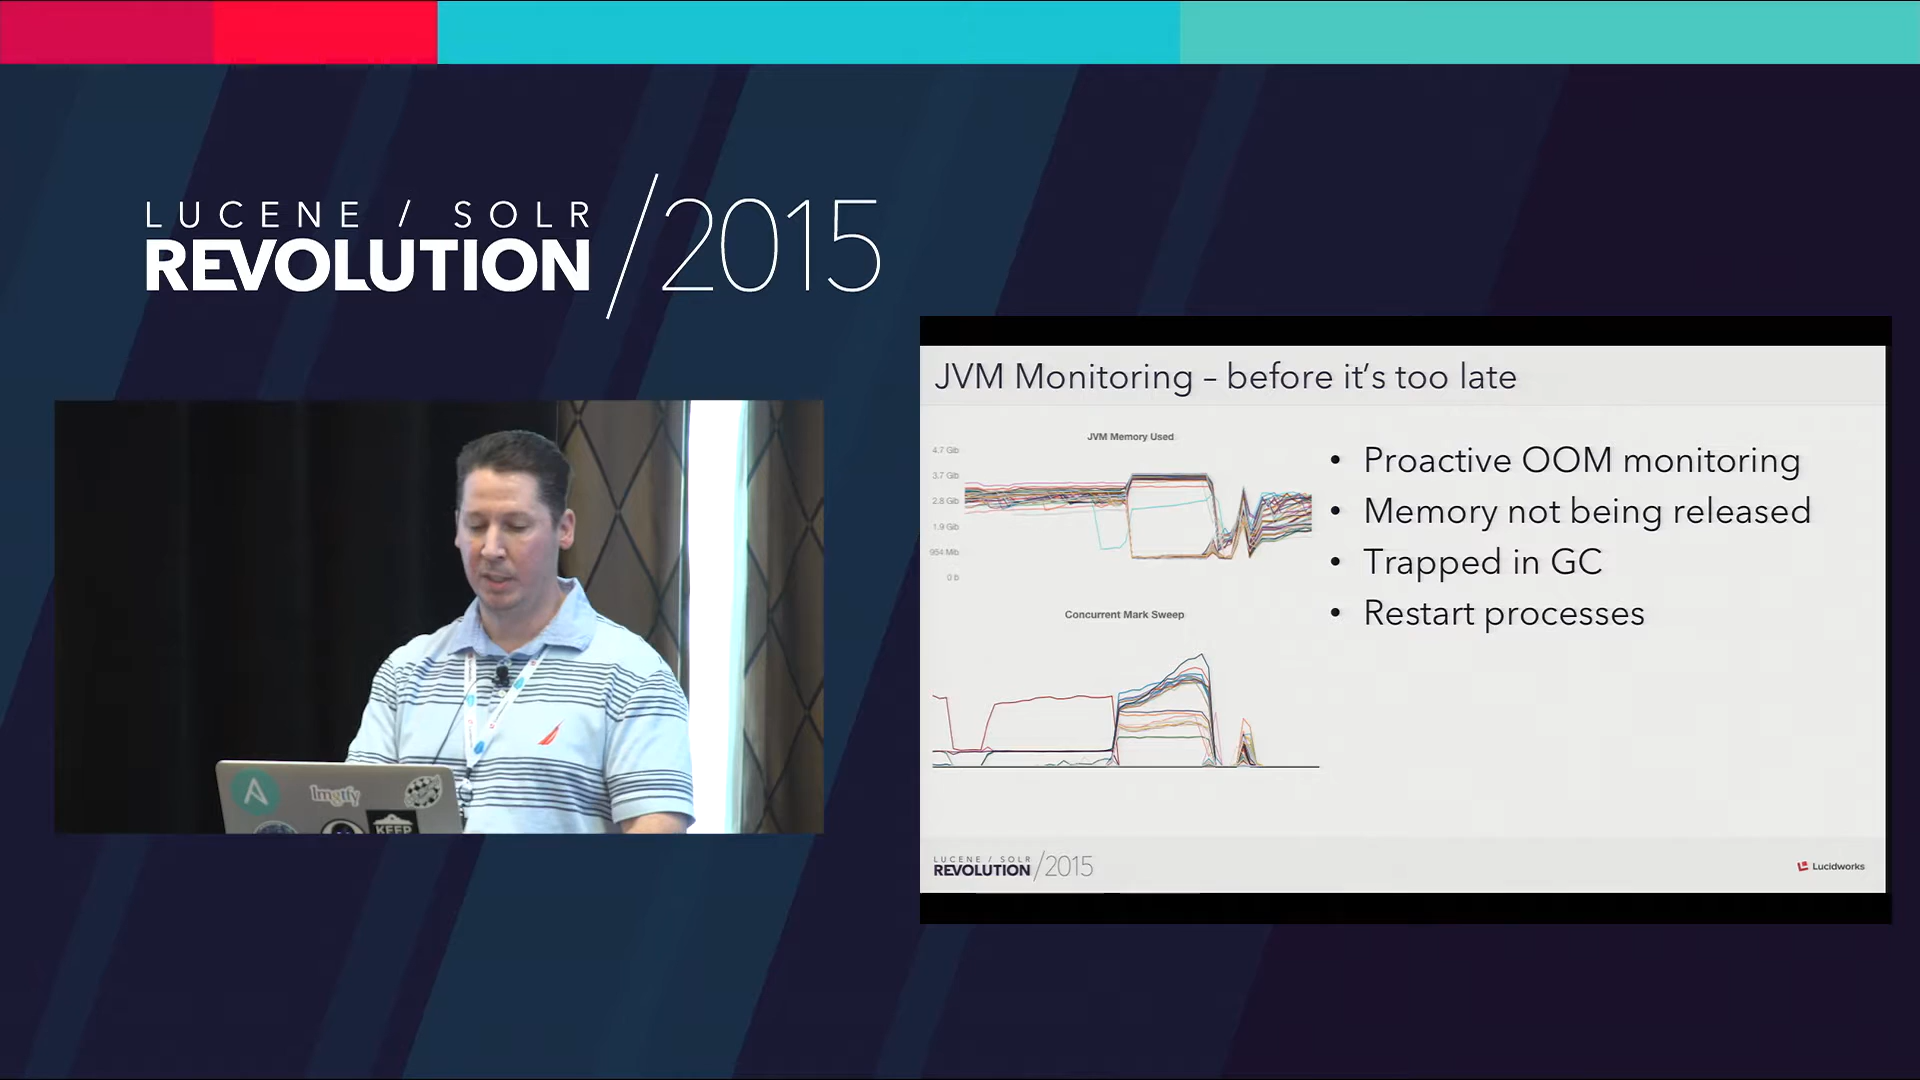 LUCENE / SOLR
REVOLUTION /2015
JVM Monitoring – before it's too late
JVM Memory Used
4.7 Gib
3.7 Gib
2.8 Gib
1.9 Gib
954 Mib
0 b
Concurrent Mark Sweep
• Proactive OOM monitoring
• Memory not being released
• Trapped in GC
• Restart processes
lmgtfy
KEEP
LUCENE / SOLR
REVOLUTION /2015
Lucidworks